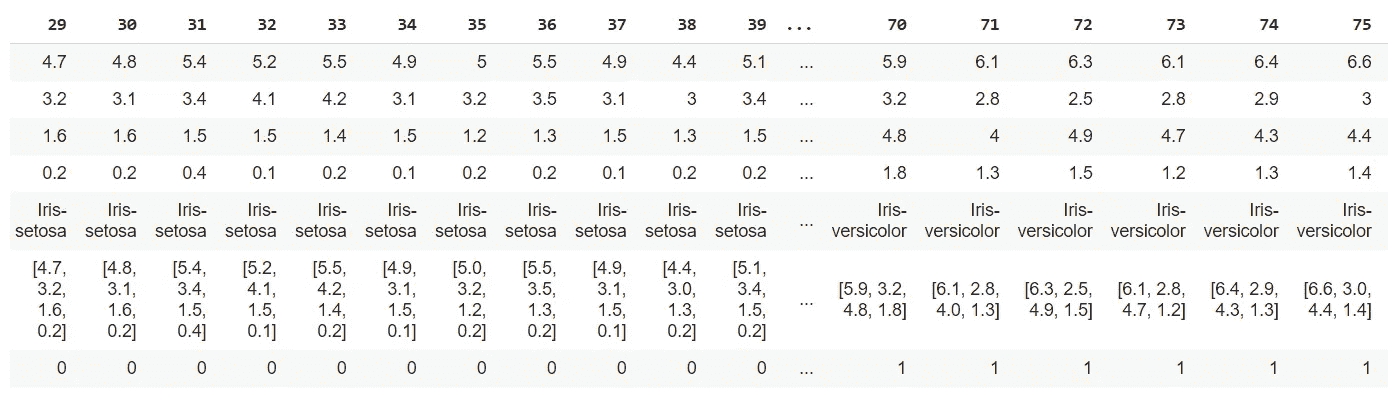 29 30 31 32 33 34 35 36 37 38 39 ... 70 71 72 73 74 75
4.7 4.8 5.4 5.2 5.5 4.9 5 5.5 4.9 4.4 5.1 ... 5.9 6.1 6.3 6.1 6.4 6.6
3.2 3.1 3.4 4.1 4.2 3.1 3.2 3.5 3.1 3 3.4 ... 3.2 2.8 2.5 2.8 2.9 3
1.6 1.6 1.5 1.5 1.4 1.5 1.2 1.3 1.5 1.3 1.5 ... 4.8 4 4.9 4.7 4.3 4.4
0.2 0.2 0.4 0.1 0.2 0.1 0.2 0.2 0.1 0.2 0.2 ... 1.8 1.3 1.5 1.2 1.3 1.4
Iris- Iris- Iris- Iris- Iris- Iris- Iris- Iris- Iris- Iris- Iris- ... Iris- Iris- Iris- Iris- Iris- Iris-
setosa setosa setosa setosa setosa setosa setosa setosa setosa setosa setosa versicolor versicolor versicolor versicolor versicolor versicolor
[4.7, [4.8, [5.4, [5.2, [5.5, [4.9, [5.0, [5.5, [4.9, [4.4, [5.1,
3.2, 3.1, 3.4, 4.1, 4.2, 3.1, 3.2, 3.5, 3.1, 3.0, 3.4, ... [5.9, 3.2, [6.1, 2.8, [6.3, 2.5, [6.1, 2.8, [6.4, 2.9, [6.6, 3.0,
1.6, 1.6, 1.5, 1.5, 1.4, 1.5, 1.2, 1.3, 1.5, 1.3, 1.5, 4.8, 1.8] 4.0, 1.3] 4.9, 1.5] 4.7, 1.2] 4.3, 1.3] 4.4, 1.4]
0.2] 0.2] 0.4] 0.1] 0.2] 0.1] 0.2] 0.2] 0.1] 0.2] 0.2]
0 0 0 0 0 0 0 0 0 0 0 ... 1 1 1 1 1 1